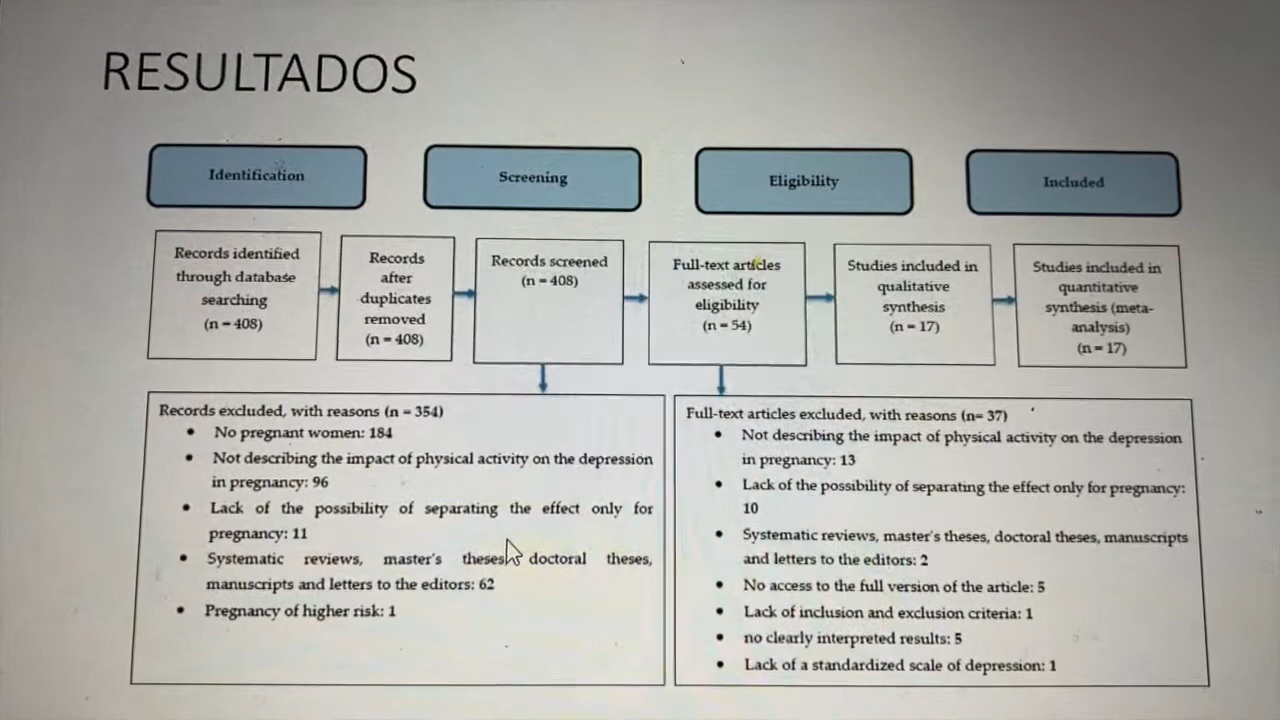 RESULTADOS
Identification
Screening
Eligibility
Included
Records identified
through database
searching
(n = 408)
Records
after
duplicates
removed
(n = 408)
Records screened
(n = 408)
Full-text articles
assessed for
eligibility
(n = 54)
Studies included in
qualitative
synthesis
(n = 17)
Studies included in
quantitative
synthesis (meta-
analysis)
(n = 17)
Records excluded, with reasons (n = 354)
• No pregnant women: 184
• Not describing the impact of physical activity on the depression
in pregnancy: 96
• Lack of the possibility of separating the effect only for
pregnancy: 11
• Systematic reviews, master's theses, doctoral theses,
manuscripts and letters to the editors: 62
• Pregnancy of higher risk: 1
Full-text articles excluded, with reasons (n= 37)
• Not describing the impact of physical activity on the depression
in pregnancy: 13
• Lack of the possibility of separating the effect only for pregnancy:
10
• Systematic reviews, master's theses, doctoral theses, manuscripts
and letters to the editors: 2
• No access to the full version of the article: 5
• Lack of inclusion and exclusion criteria: 1
• no clearly interpreted results: 5
• Lack of a standardized scale of depression: 1